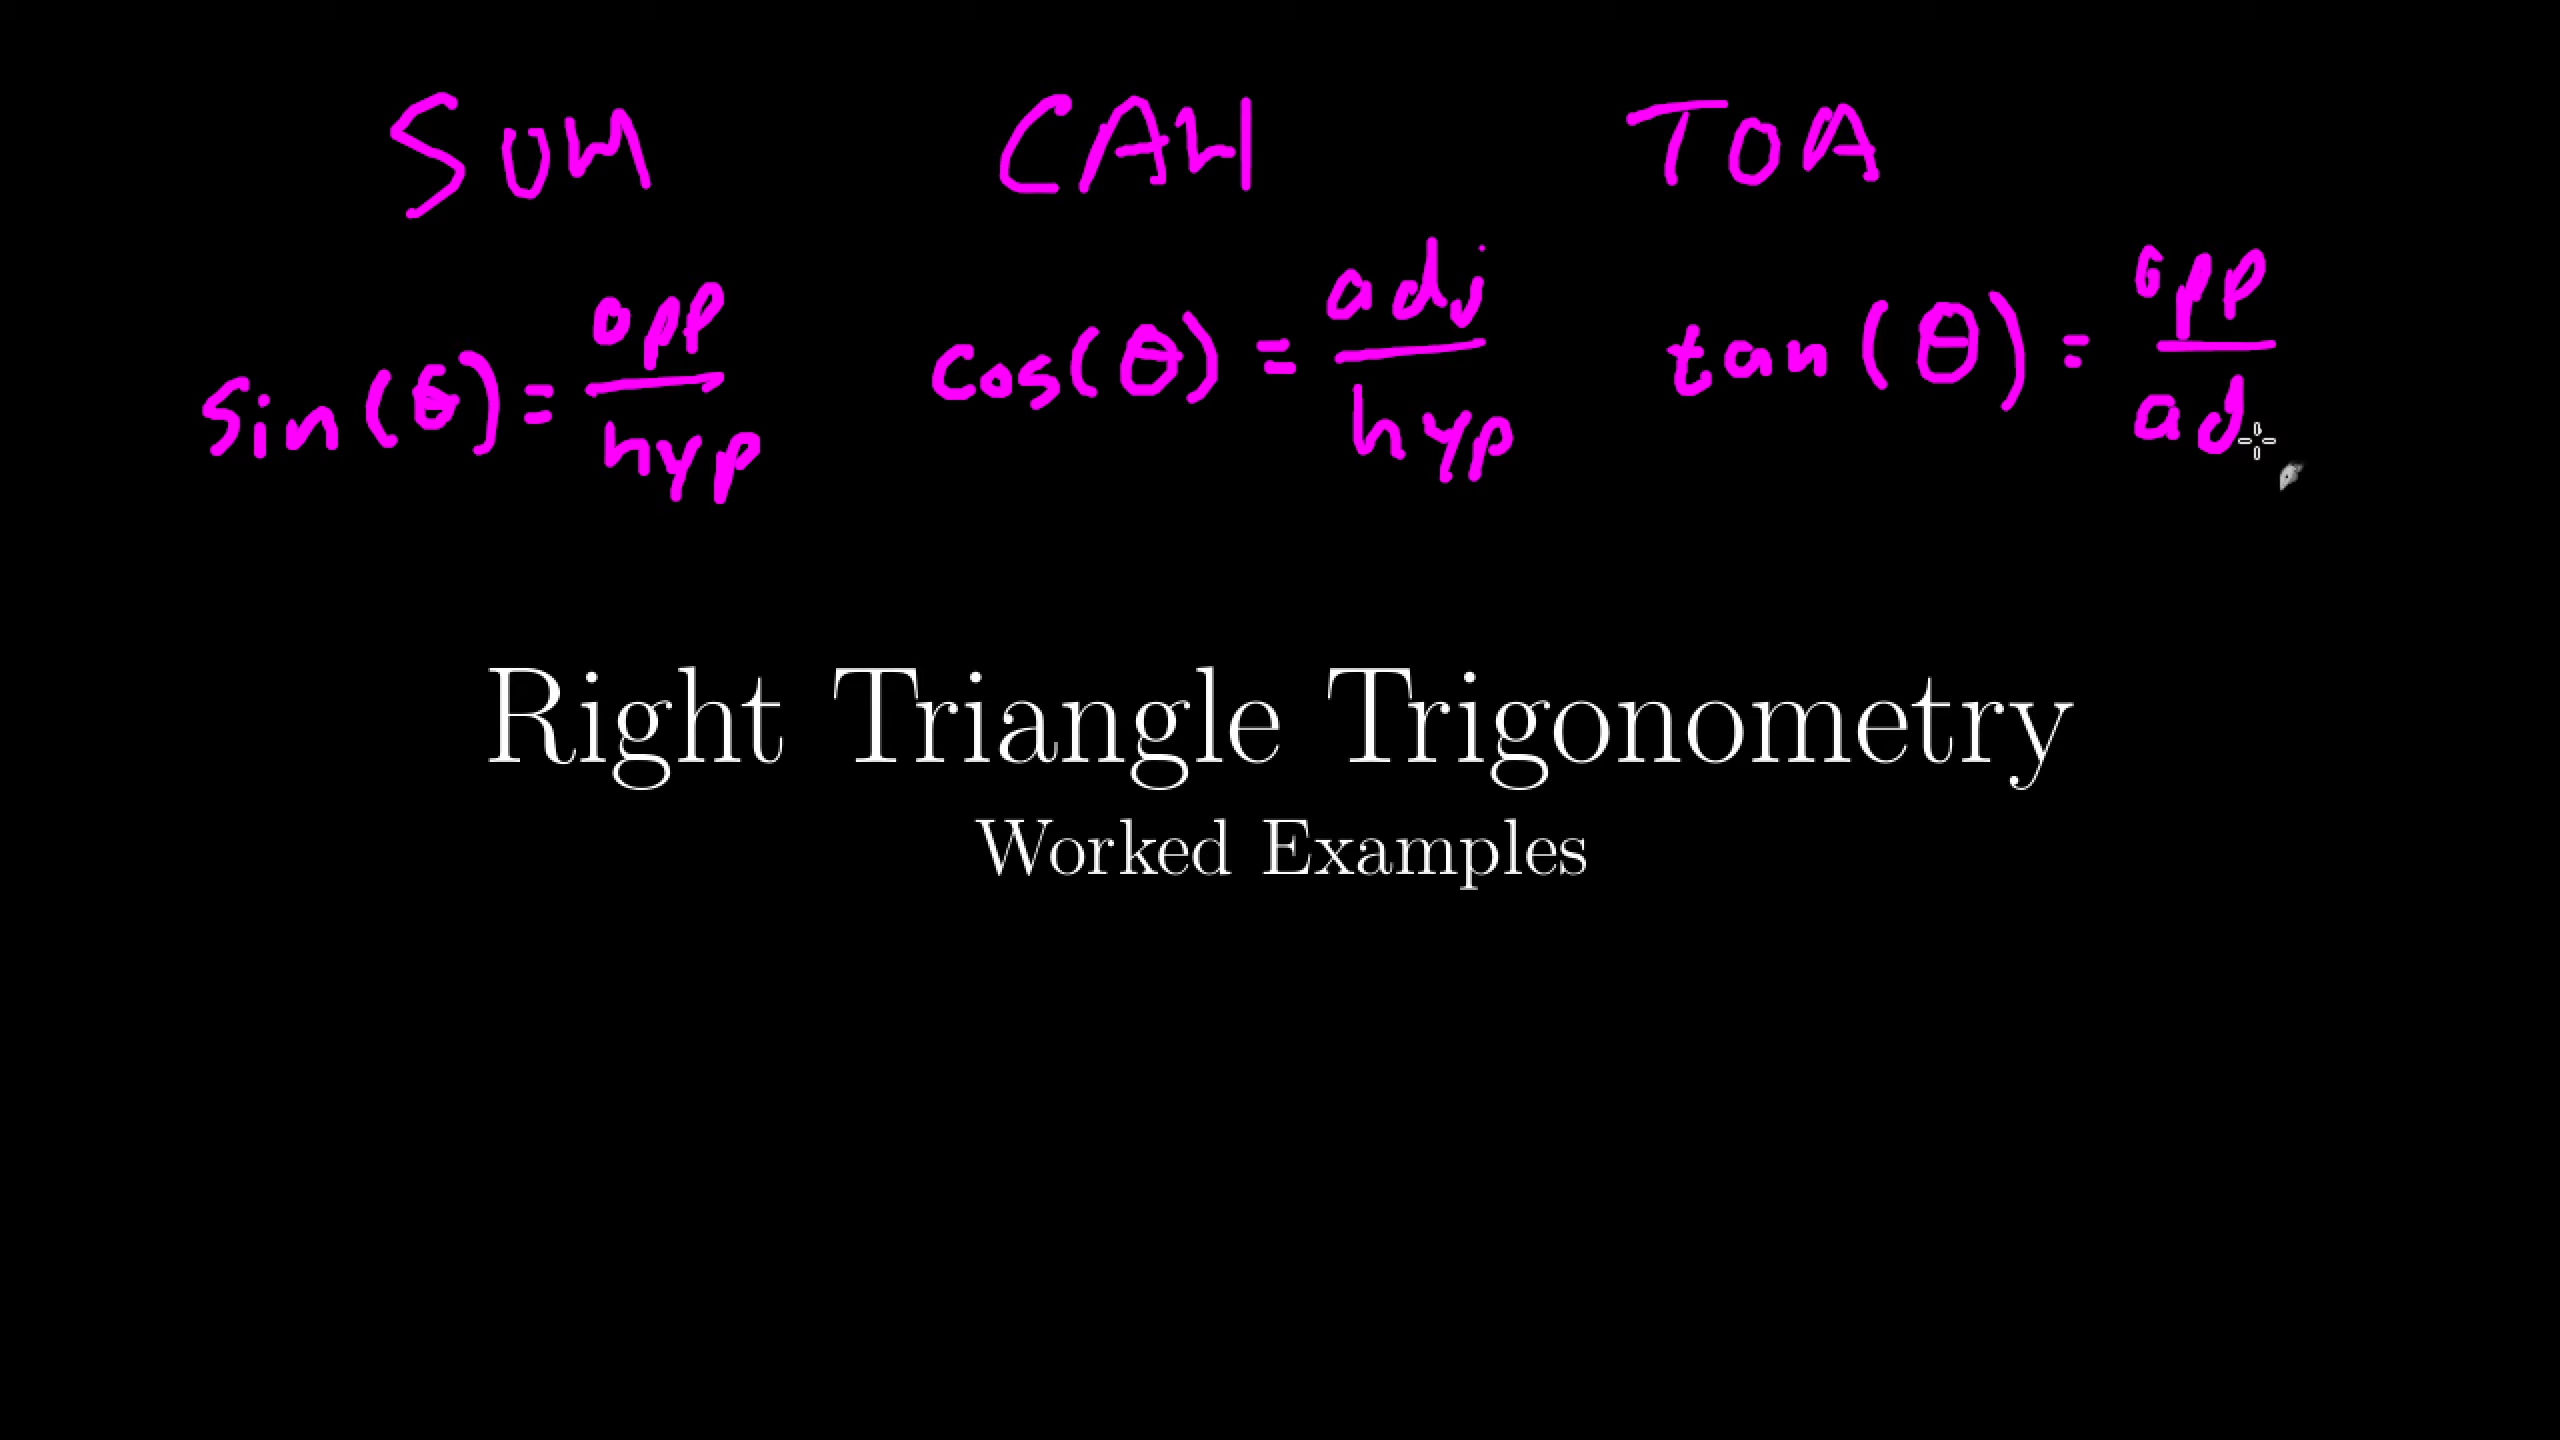 SOH CAH TOA
sin(θ) = opp/hyp cos(θ) = adj/hyp tan(θ) = opp/ad
Right Triangle Trigonometry
Worked Examples